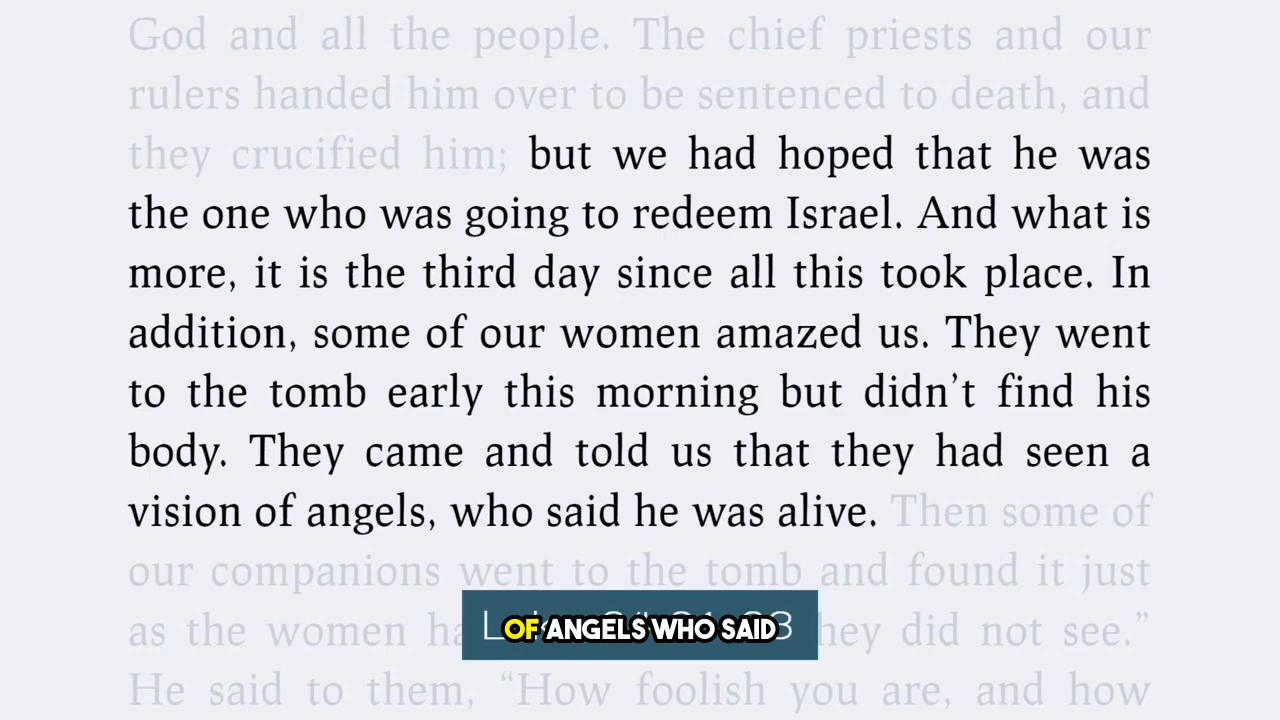 God and all the people. The chief priests and our
rulers handed him over to be sentenced to death, and
they crucified him; but we had hoped that he was
the one who was going to redeem Israel. And what is
more, it is the third day since all this took place. In
addition, some of our women amazed us. They went
to the tomb early this morning but didn’t find his
body. They came and told us that they had seen a
vision of angels, who said he was alive. Then some of
our companions went to the tomb and found it just
as the women they did not see.”
OF ANGELS WHO SAID
He said to them, “How foolish you are, and how